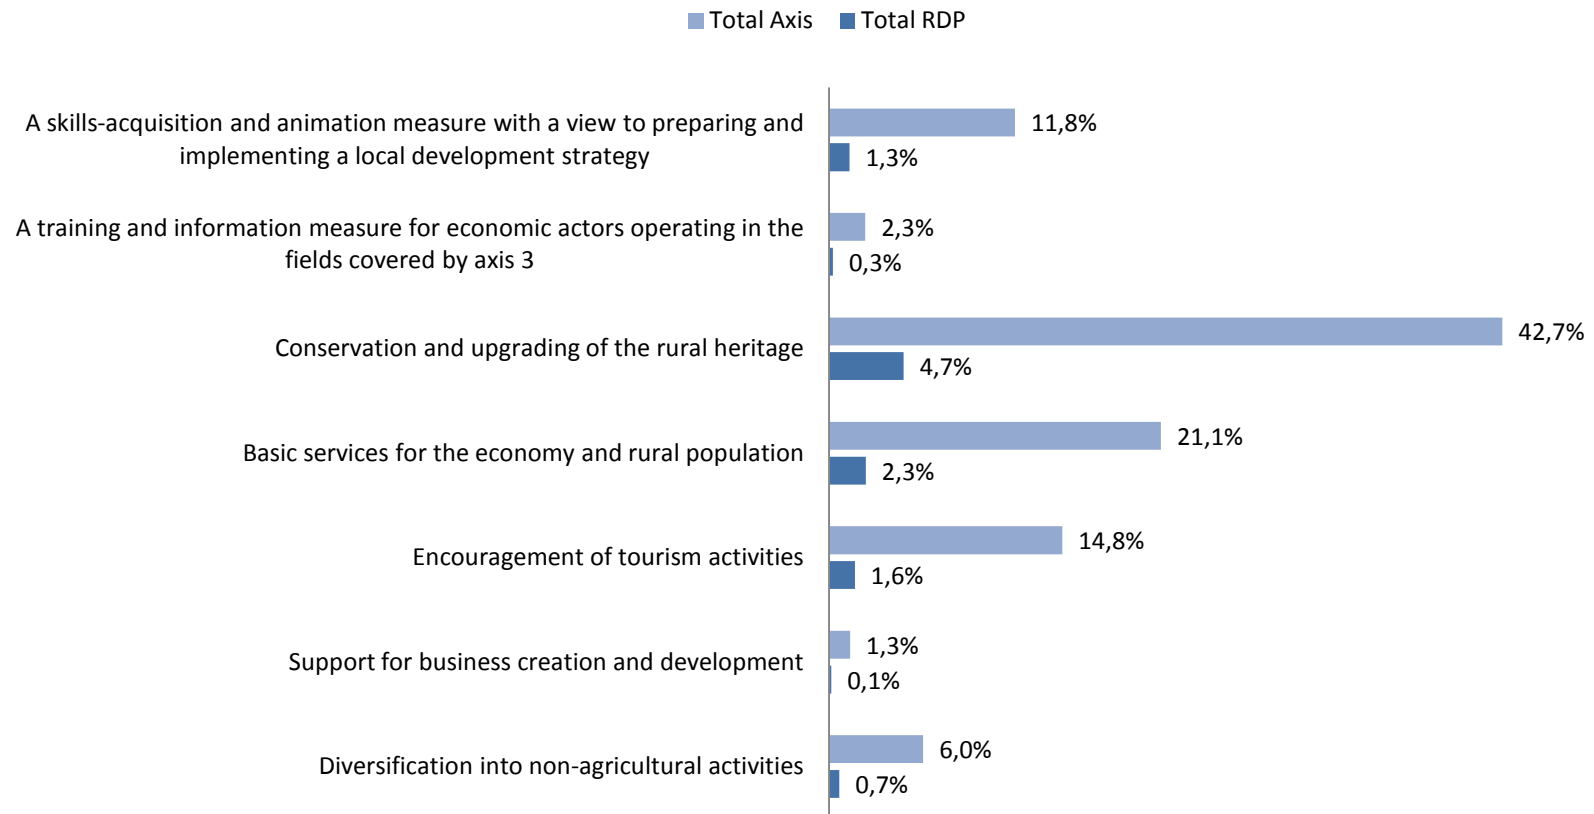 Total Axis Total RDP
A skills-acquisition and animation measure with a view to preparing and
implementing a local development strategy
11,8%
1,3%
A training and information measure for economic actors operating in the
fields covered by axis 3
2,3%
0,3%
Conservation and upgrading of the rural heritage
42,7%
4,7%
Basic services for the economy and rural population
21,1%
2,3%
Encouragement of tourism activities
14,8%
1,6%
Support for business creation and development
1,3%
0,1%
Diversification into non-agricultural activities
6,0%
0,7%